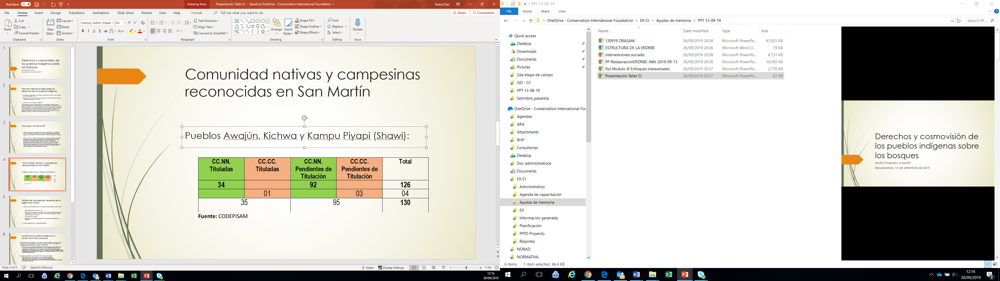 AutoSave On
Drawing Tools
Presentación Taller CI - Saved to OneDrive - Conservation International Foundation
Yadira Diaz
File Home Insert Design Transitions Animations Slide Show Review View Help Format Tell me what you want to do
Share Comments
Paste
Cut
Copy
Format Painter
Clipboard
New Slide
Layout
Reset
Section
Slides
Century Gothic (Head 24+
Font
Text Direction
Align Text
Convert to SmartArt
Paragraph
Arrange
Quick Styles
Shape Fill
Shape Outline
Shape Effects
Drawing
Find
Replace
Select
Editing
Dictate
Voice
1
Derechos y cosmovisión de
los pueblos indígenas sobre
los bosques
2
Normas internacionales sobre los
derechos de los pueblos indígenas
3
Convenio 169 de la OIT
4
Comunidad nativas y campesinas
reconocidas en San Martín
Pueblos Awajún, Kichwa y Kampu Piyapi (Shawi):
5
Historia de colonización reciente de la
región San Martín
6
Aportes de los pueblos indígenas a la
conservación de los bosques
Comunidad nativas y campesinas
reconocidas en San Martín
Pueblos Awajún, Kichwa y Kampu Piyapi (Shawi):
CC.NN. Tituladas CC.CC. Tituladas CC.NN. Pendientes de Titulación CC.CC. Pendientes de Titulación Total
34 92 126
01 03 04
35 95 130
Fuente: CODEPISAM
Slide 4 of 8 Spanish (Mexico) Notes Display Settings 114%
12:16
30/09/2019
PPT 13-09-19
File Home Share View
OneDrive - Conservation International Foundation EII-CI Ayudas de memoria PPT 13-09-19
Search PP...
Quick access
Desktop
Downloads
Documents
Pictures
2da etapa de campo
GEI - CC
PPT 13-08-19
Setimbre_pasantía
OneDrive - Conservation International Fou
Agendas
ARA
Attachments
BHP
Consultorías
Desktop
Doc administrativos
Documents
EII-CI
Administrativo
Agenda de capacitación
Ayudas de memoria
EII
Información generada
Planificación
PPTO Proyecto
Reportes
NORAD
NORMATIVA
Name Date modified Type Size
130919 DRASAM 26/09/2019 20:38 Microsoft PowerPo... 41,925 KB
ESTRUCTURA DE LA ERDRBE 26/09/2019 20:36 Microsoft Word D... 19 KB
intervenciones sociales 26/09/2019 20:38 Microsoft PowerPo... 4,731 KB
PP-RestauracionERDRBE-JWA-2019-09-13 26/09/2019 20:38 Microsoft PowerPo... 14,585 KB
Ppt Modulo III Enfoques transversales 26/09/2019 20:37 Microsoft PowerPo... 2,739 KB
Presentación Taller CI 26/09/2019 20:37 Microsoft PowerPo... 67 KB
Derechos y cosmovisión de
los pueblos indígenas sobre
los bosques
Anahí Chaparro (CAAAP)
Moyobamba, 13 de setiembre del 2019
6 items 1 item selected 66.4 KB
12:16
30/09/2019
2